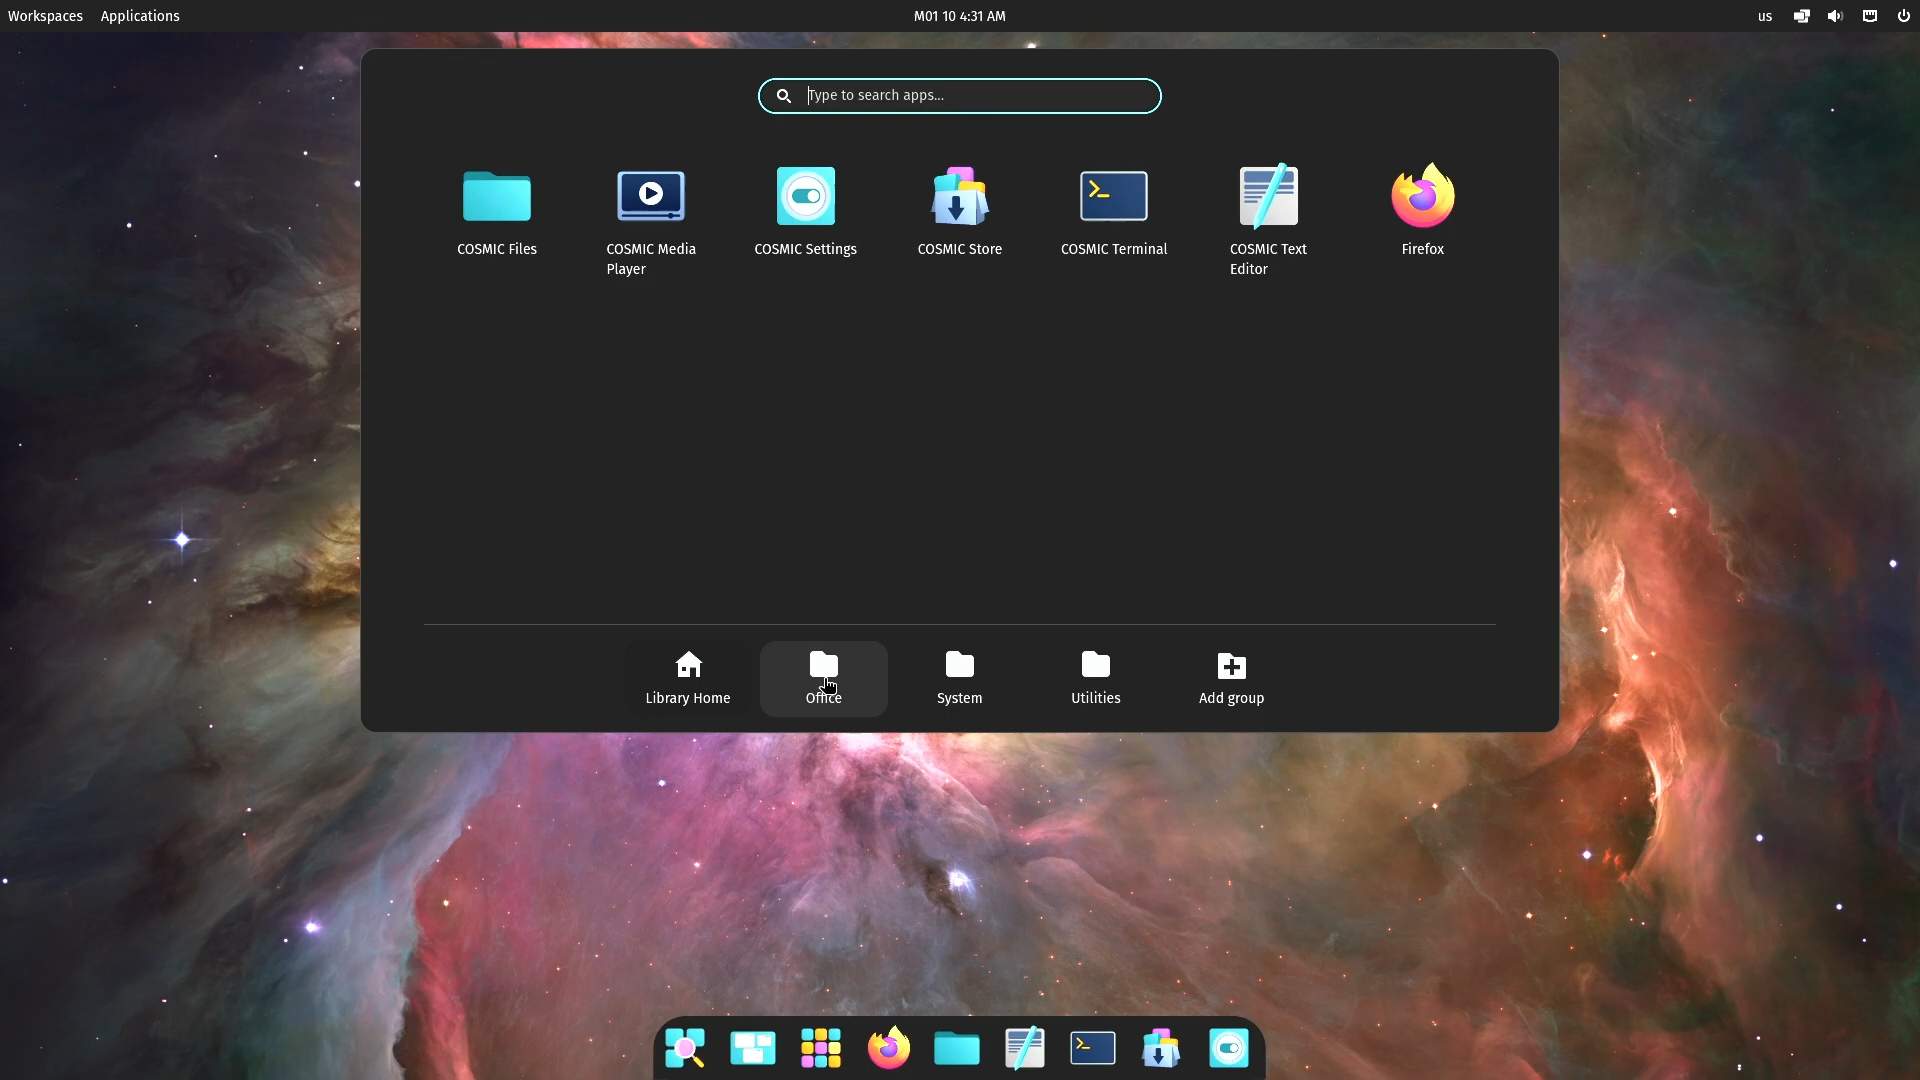 Workspaces Applications M01 10 4:31 AM us
Type to search apps...
COSMIC Files COSMIC Media Player COSMIC Settings COSMIC Store COSMIC Terminal COSMIC Text Editor Firefox
Library Home Office System Utilities Add group